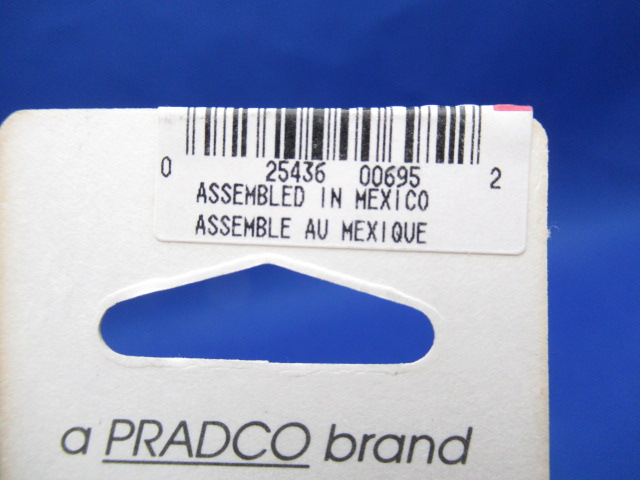 0 25436 00695 2
ASSEMBLED IN MEXICO
ASSEMBLE AU MEXIQUE
a PRADCO brand